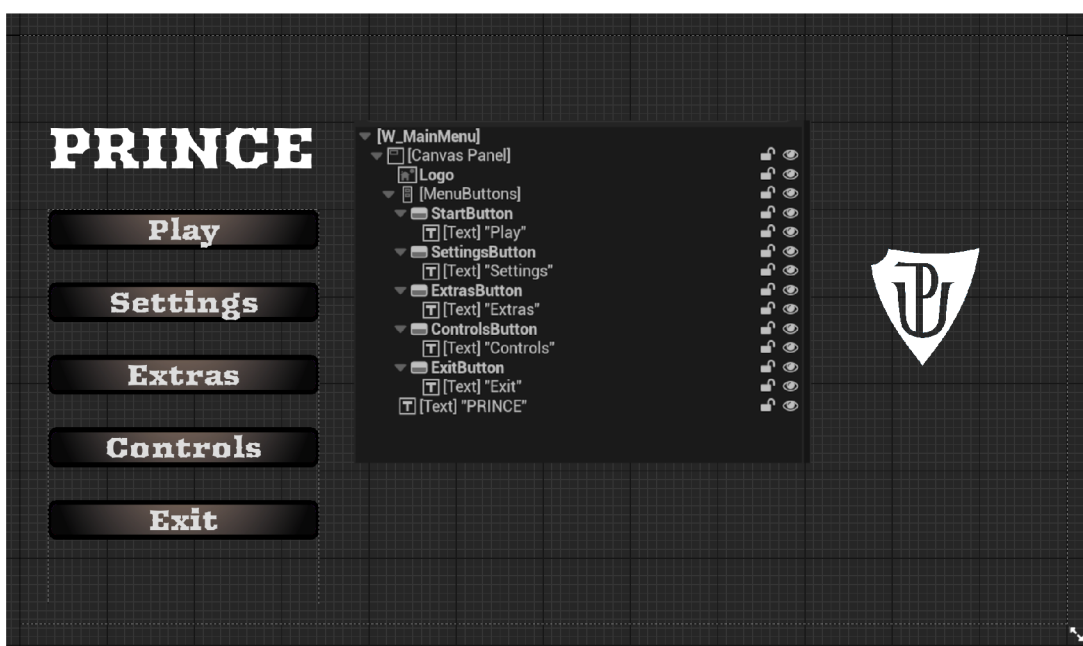 PRINCE
Play
Settings
Extras
Controls
Exit
[W_MainMenu]
[Canvas Panel]
Logo
[MenuButtons]
StartButton
[Text] "Play"
SettingsButton
[Text] "Settings"
ExtrasButton
[Text] "Extras"
ControlsButton
[Text] "Controls"
ExitButton
[Text] "Exit"
[Text] "PRINCE"
UP